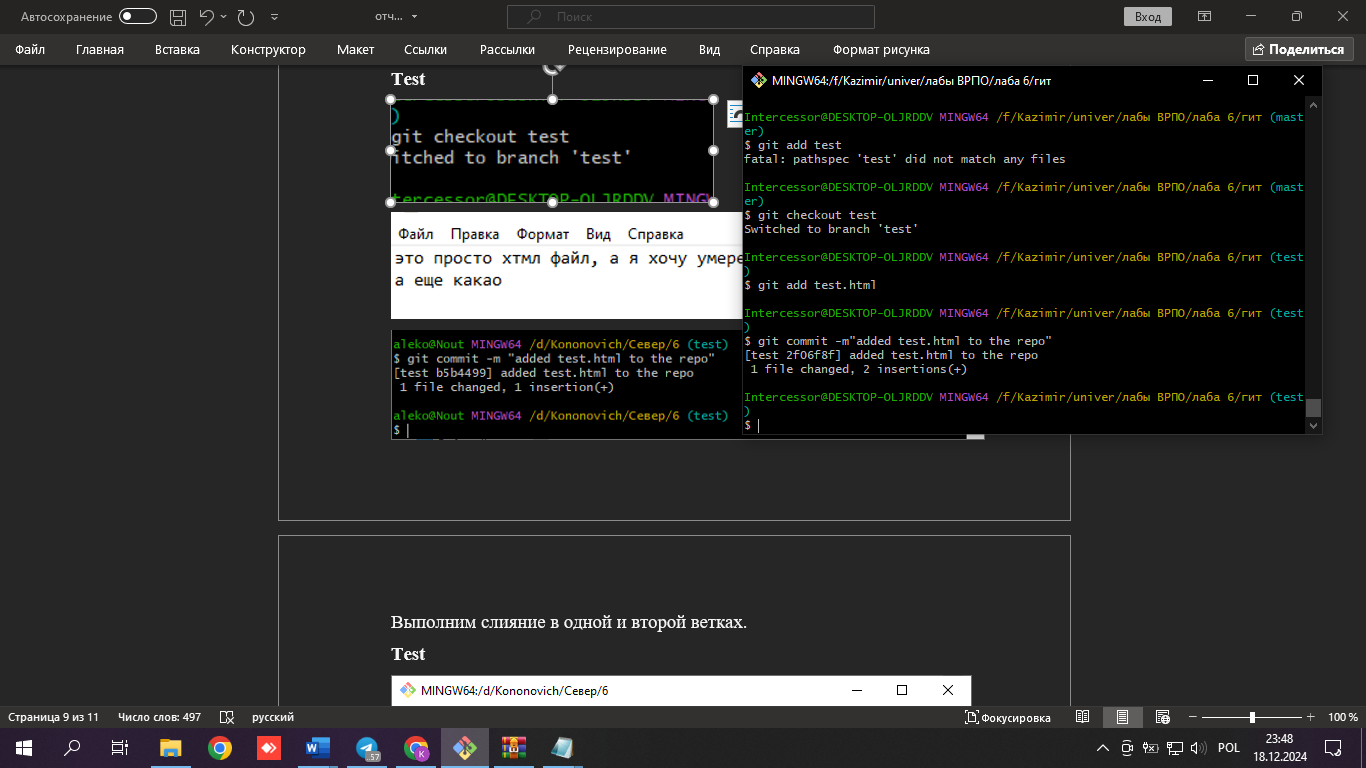 Автосохранение
отч...
Поиск
Вход
Файл Главная Вставка Конструктор Макет Ссылки Рассылки Рецензирование Вид Справка Формат рисунка Поделиться
Test
)
git checkout test
itched to branch 'test'
tercessor@DESKTOP-OLJRDDV MINGW
Файл Правка Формат Вид Справка
это просто хтмл файл, а я хочу умере
а еще какао
aleko@Nout MINGW64 /d/Kononovich/Север/6 (test)
$ git commit -m "added test.html to the repo"
[test b5b4499] added test.html to the repo
1 file changed, 1 insertion(+)
aleko@Nout MINGW64 /d/Kononovich/Север/6 (test)
$
MINGW64:/f/Kazimir/univer/лабы ВРПО/лаба 6/гит
Intercessor@DESKTOP-OLJRDDV MINGW64 /f/Kazimir/univer/лабы ВРПО/лаба 6/гит (mast
er)
$ git add test
fatal: pathspec 'test' did not match any files
Intercessor@DESKTOP-OLJRDDV MINGW64 /f/Kazimir/univer/лабы ВРПО/лаба 6/гит (mast
er)
$ git checkout test
Switched to branch 'test'
Intercessor@DESKTOP-OLJRDDV MINGW64 /f/Kazimir/univer/лабы ВРПО/лаба 6/гит (test
)
$ git add test.html
Intercessor@DESKTOP-OLJRDDV MINGW64 /f/Kazimir/univer/лабы ВРПО/лаба 6/гит (test
)
$ git commit -m"added test.html to the repo"
[test 2f06f8f] added test.html to the repo
1 file changed, 2 insertions(+)
Intercessor@DESKTOP-OLJRDDV MINGW64 /f/Kazimir/univer/лабы ВРПО/лаба 6/гит (test
)
$
Выполним слияние в одной и второй ветках.
Test
MINGW64:/d/Kononovich/Север/6
Страница 9 из 11 Число слов: 497 русский Фокусировка 100 %
57
POL
23:48
18.12.2024